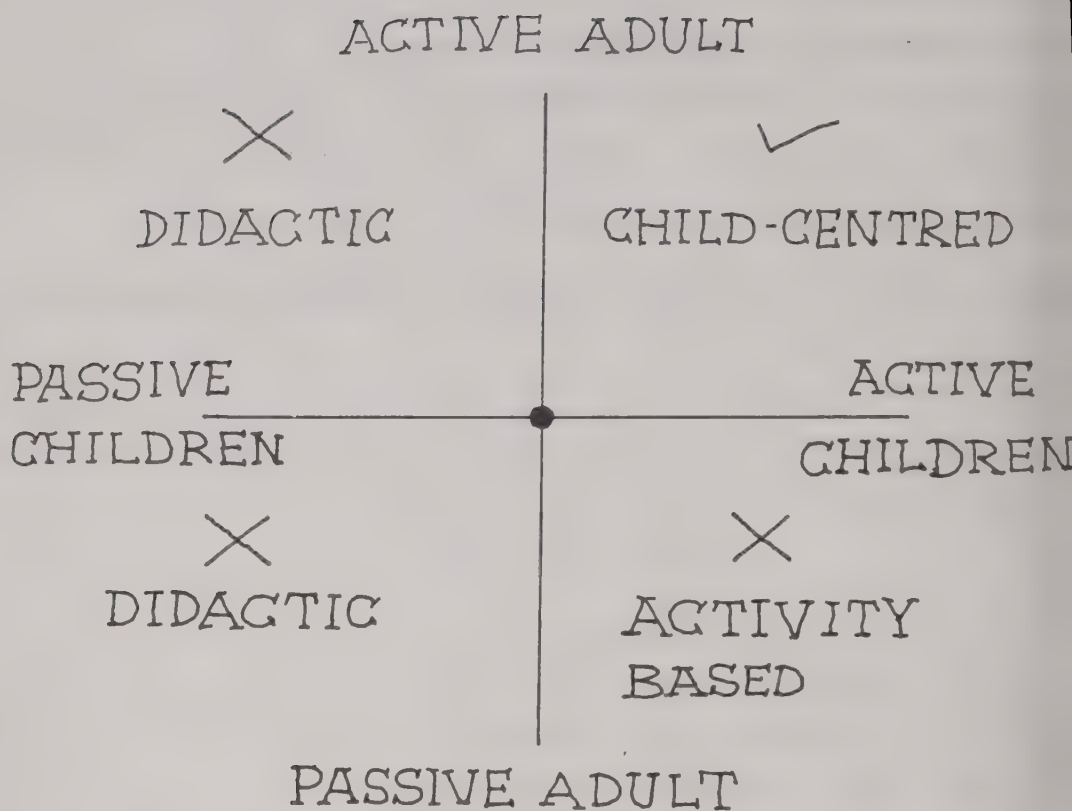 ACTIVE ADULT
DIDACTIC
CHILD-CENTRED
PASSIVE
CHILDREN
ACTIVE
CHILDREN
DIDACTIC
ACTIVITY
BASED
PASSIVE ADULT